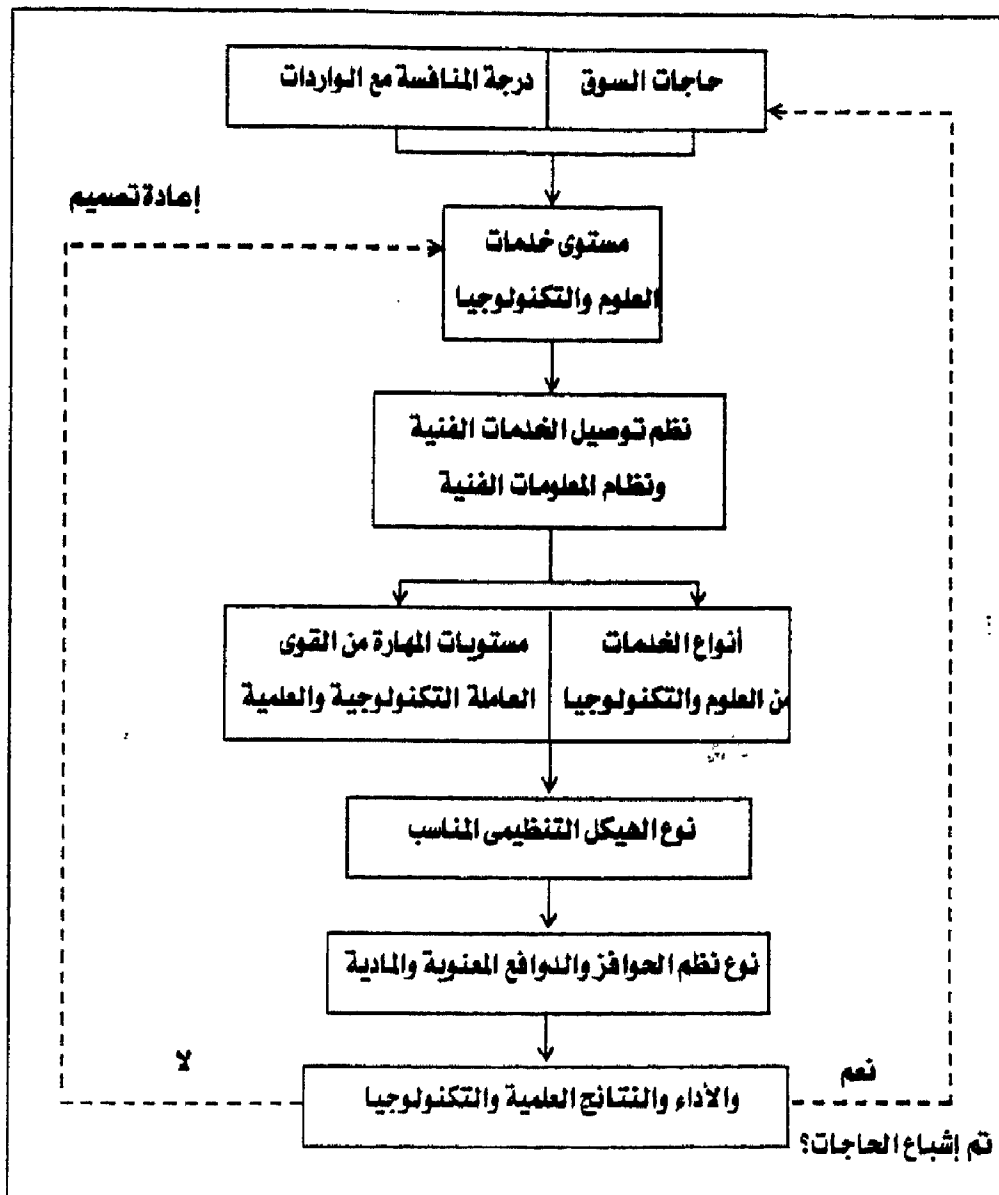 حاجات السوق
درجة المنافسة مع الواردات
إعادة تصميم
مستوى خدمات
العلوم والتكنولوجيا
نظم توصيل الخدمات الفنية
ونظام المعلومات الفنية
أنواع الخدمات
من العلوم والتكنولوجيا
مستويات المهارة من القوى
العاملة التكنولوجية والعلمية
نوع الهيكل التنظيمى المناسب
نوع نظم الحوافز والدوافع المعنوية والمادية
نعم
لا
والأداء والنتائج العلمية والتكنولوجيا
تم إشباع الحاجات؟